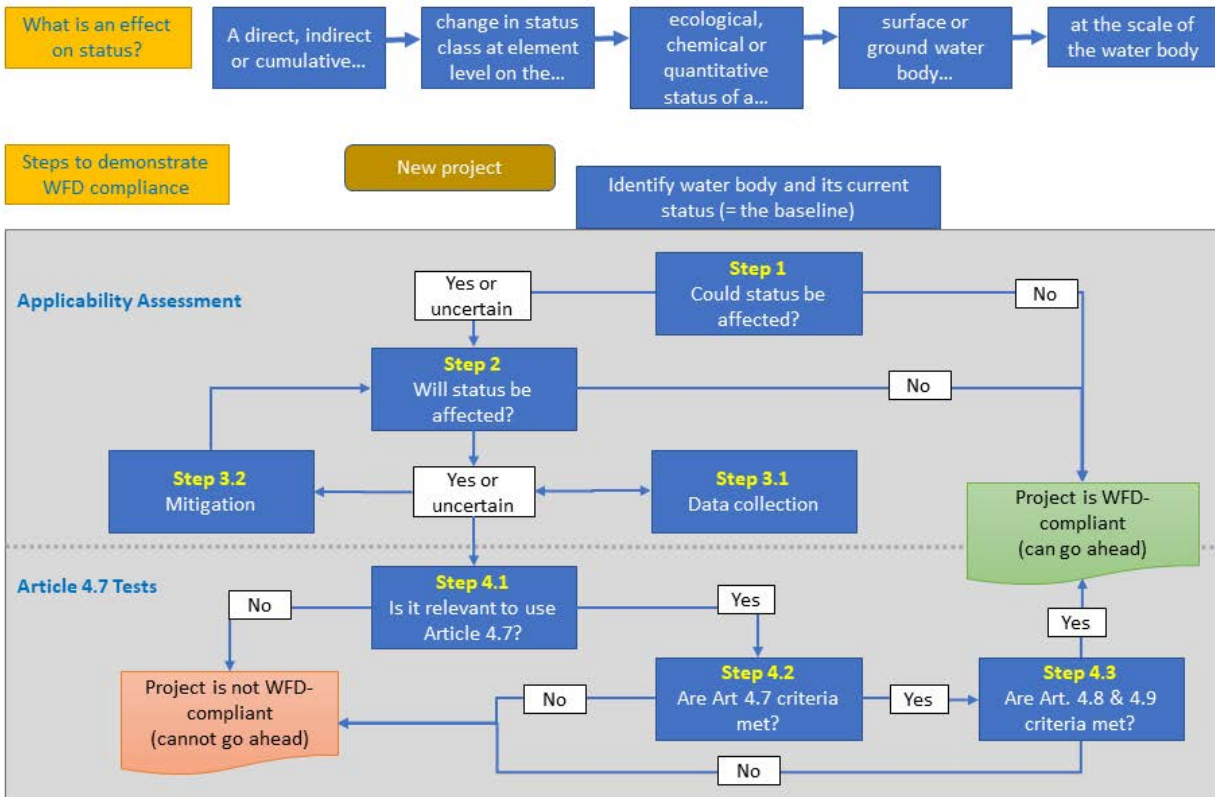 What is an effect
on status?
A direct, indirect
or cumulative...
change in status
class at element
level on the...
ecological,
chemical or
quantitative
status of a...
surface or
ground water
body...
at the scale of
the water body
Steps to demonstrate
WFD compliance
New project
Identify water body and its current
status (= the baseline)
Applicability Assessment
Step 1
Could status be
affected?
Yes or
uncertain
No
Step 2
Will status be
affected?
No
Step 3.2
Mitigation
Yes or
uncertain
Step 3.1
Data collection
Project is WFD-
compliant
(can go ahead)
Article 4.7 Tests
Step 4.1
Is it relevant to use
Article 4.7?
No
Yes
Yes
Project is not WFD-
compliant
(cannot go ahead)
No
Step 4.2
Are Art 4.7 criteria
met?
Yes
Step 4.3
Are Art. 4.8 & 4.9
criteria met?
No